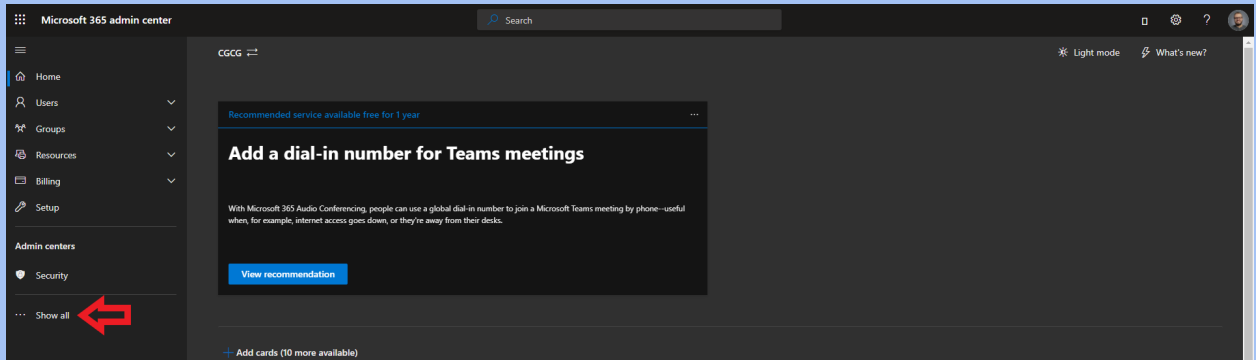 Microsoft 365 admin center
Search
?
CGCG
Light mode
What's new?
Home
Users
Groups
Resources
Billing
Setup
Admin centers
Security
... Show all
Recommended service available free for 1 year
...
Add a dial-in number for Teams meetings
With Microsoft 365 Audio Conferencing, people can use a global dial-in number to join a Microsoft Teams meeting by phone--useful
when, for example, internet access goes down, or they're away from their desks.
View recommendation
+ Add cards (10 more available)